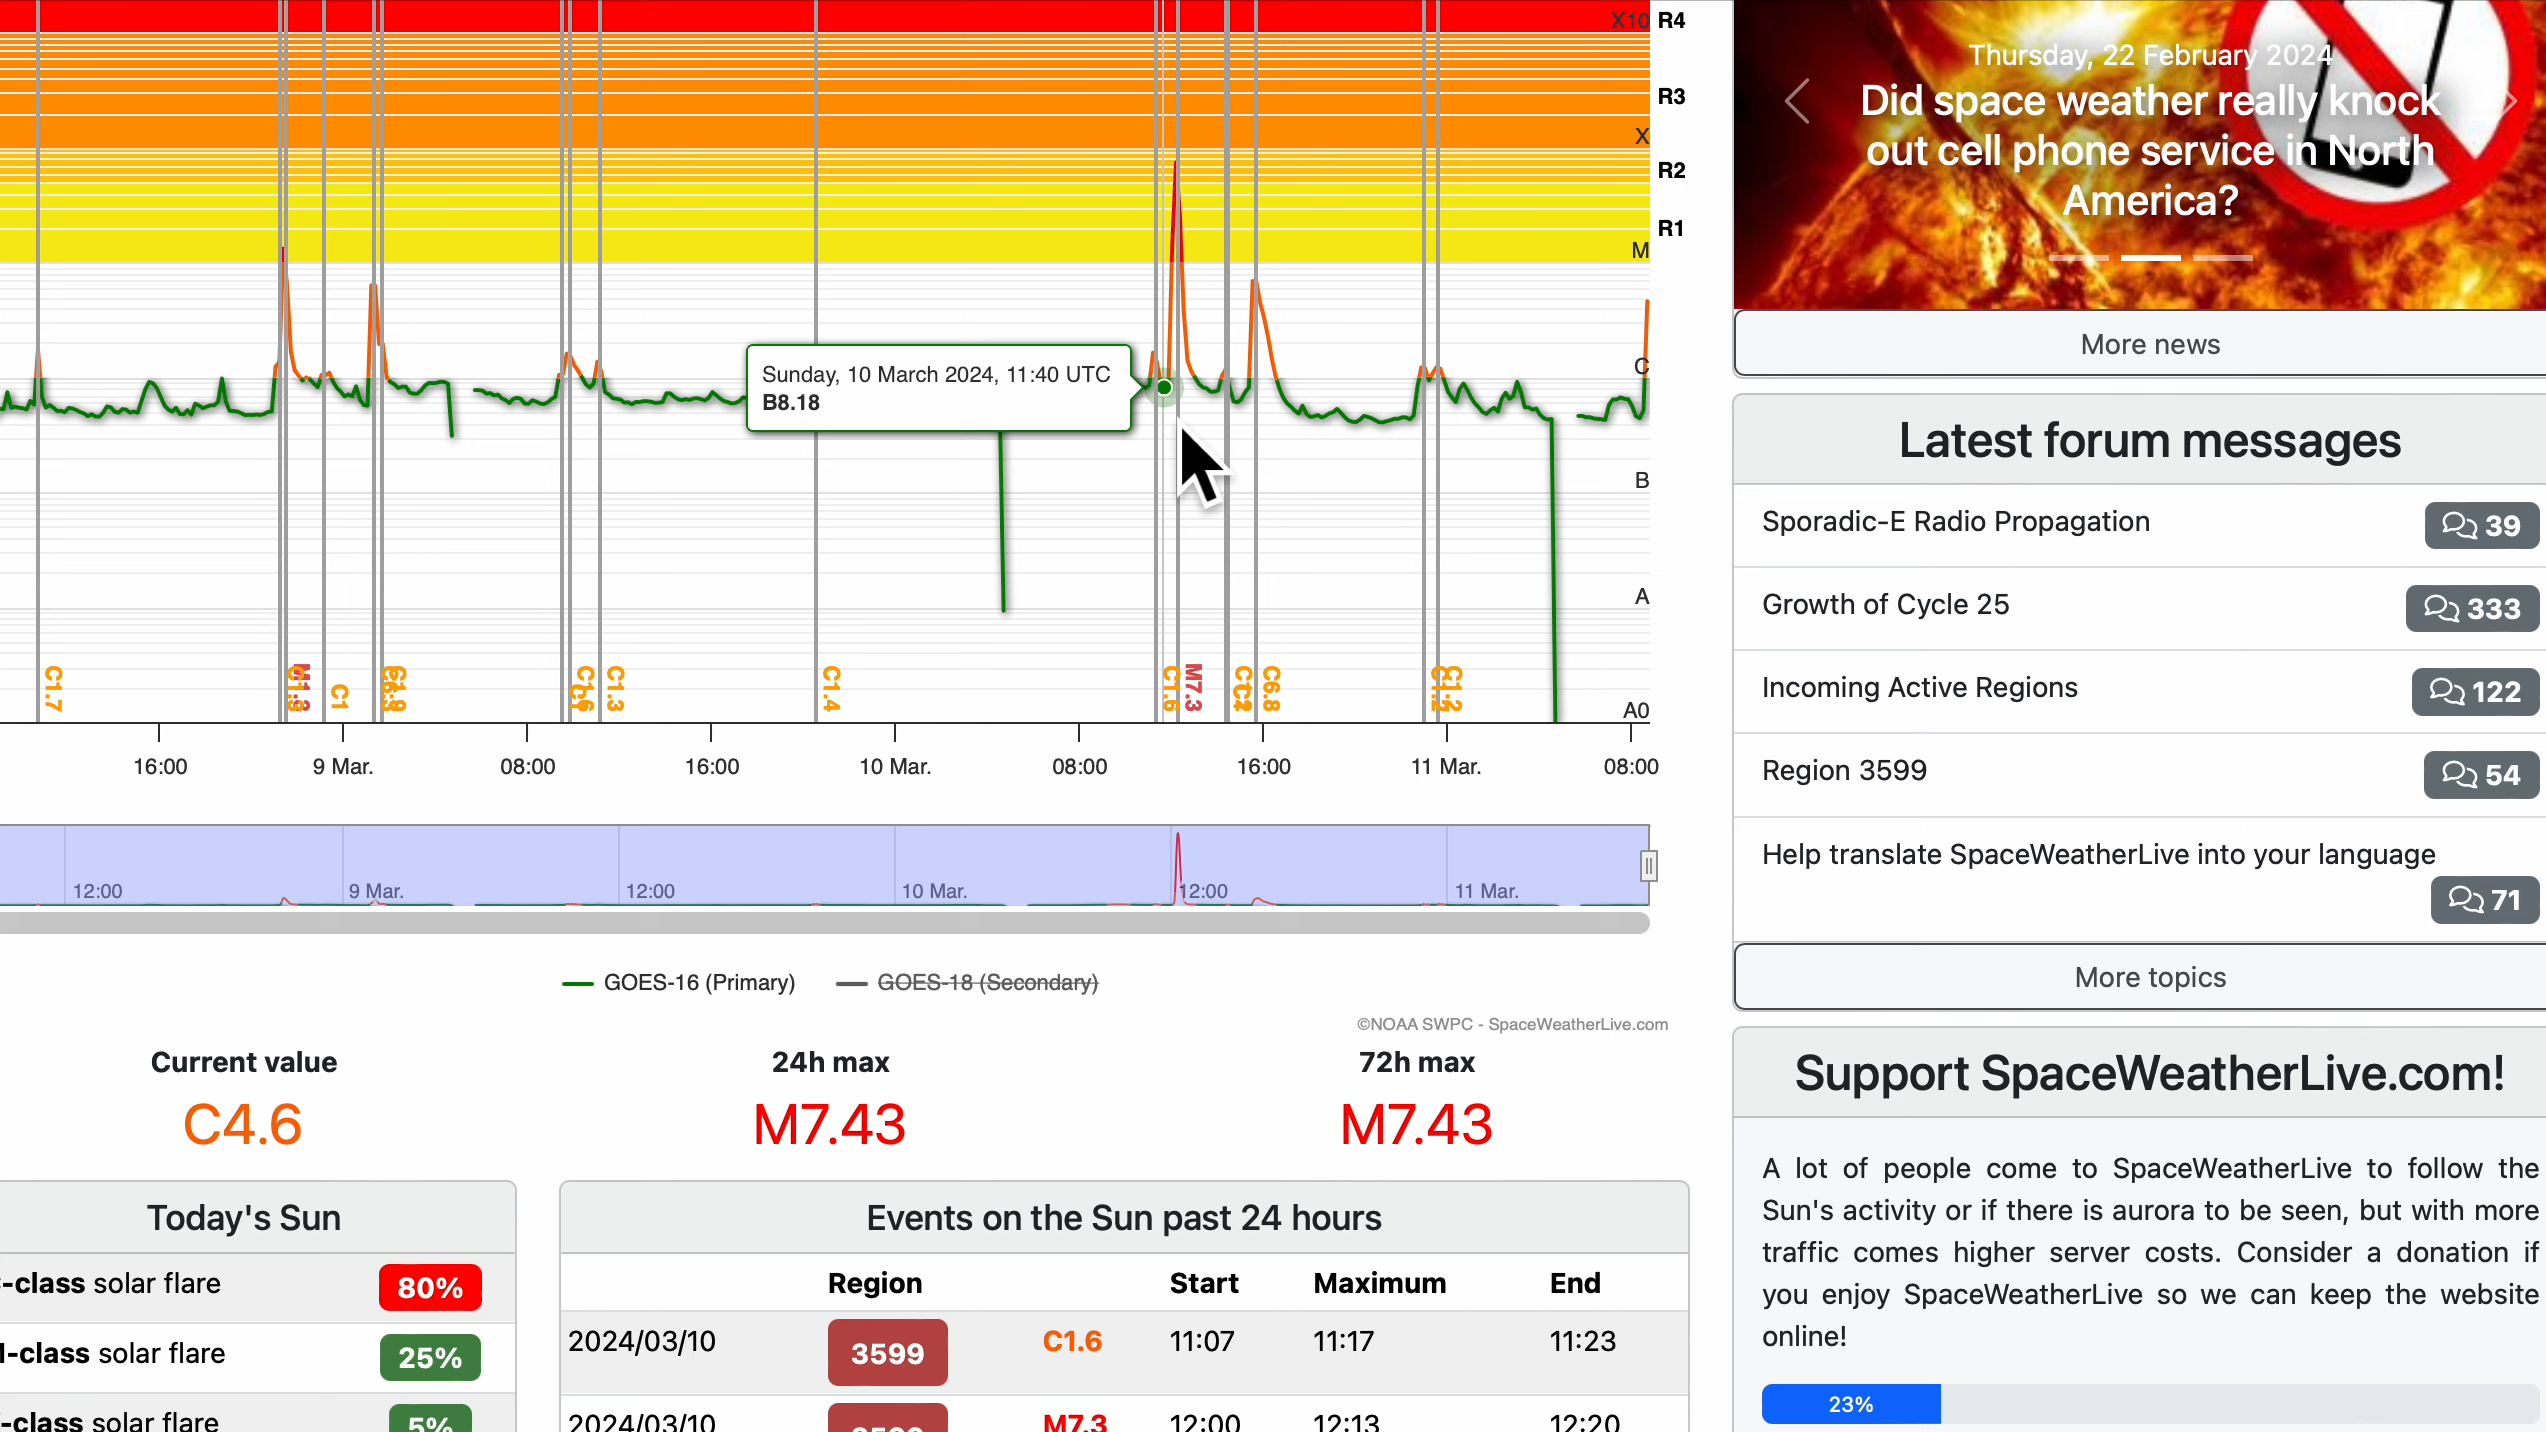 X10 R4
R3
X
R2
R1
M
C
B
A
A0
Sunday, 10 March 2024, 11:40 UTC
B8.18
C1.7
C1
C1.3
C1.4
C1.6
M7.3
C6.8
16:00
9 Mar.
08:00
16:00
10 Mar.
08:00
16:00
11 Mar.
08:00
12:00
9 Mar.
12:00
10 Mar.
12:00
11 Mar.
GOES-16 (Primary)
GOES-18 (Secondary)
©NOAA SWPC - SpaceWeatherLive.com
Current value
C4.6
24h max
M7.43
72h max
M7.43
Today's Sun
-class solar flare
80%
-class solar flare
25%
-class solar flare
5%
Events on the Sun past 24 hours
Region Start Maximum End
2024/03/10 3599 C1.6 11:07 11:17 11:23
2024/03/10 M7.3 12:00 12:13 12:20
Thursday, 22 February 2024
Did space weather really knock
out cell phone service in North
America?
More news
Latest forum messages
Sporadic-E Radio Propagation
39
Growth of Cycle 25
333
Incoming Active Regions
122
Region 3599
54
Help translate SpaceWeatherLive into your language
71
More topics
Support SpaceWeatherLive.com!
A lot of people come to SpaceWeatherLive to follow the
Sun's activity or if there is aurora to be seen, but with more
traffic comes higher server costs. Consider a donation if
you enjoy SpaceWeatherLive so we can keep the website
online!
23%